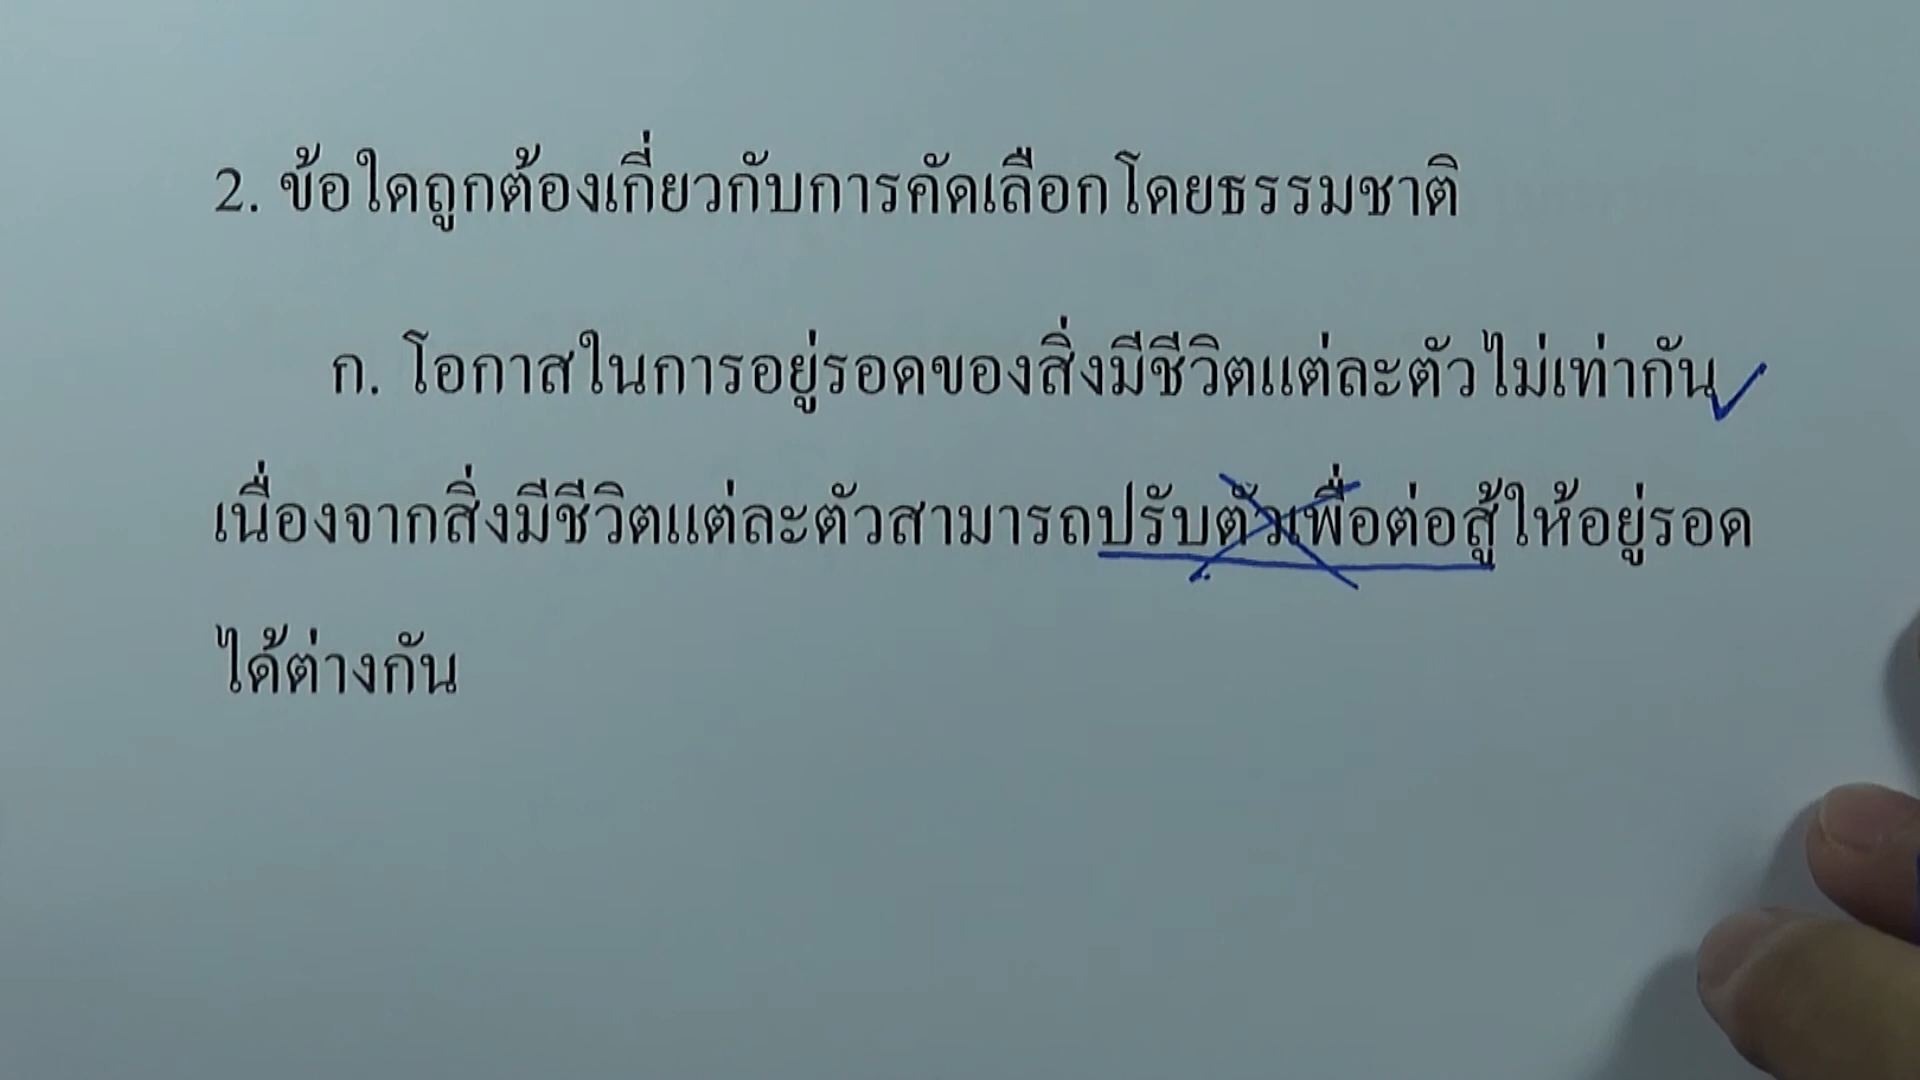 2. ข้อใดถูกต้องเกี่ยวกับการคัดเลือกโดยธรรมชาติ
ก. โอกาสในการอยู่รอดของสิ่งมีชีวิตแต่ละตัวไม่เท่ากัน
เนื่องจากสิ่งมีชีวิตแต่ละตัวสามารถปรับตัวเพื่อต่อสู้ให้อยู่รอด
ได้ต่างกัน